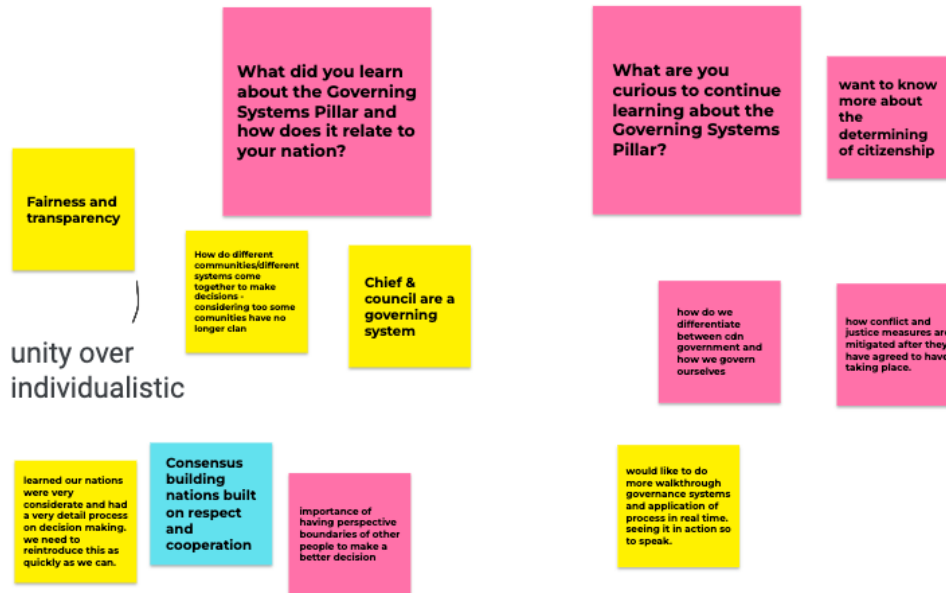 What did you learn
about the Governing
Systems Pillar and
how does it relate to
your nation?
Fairness and
transparency
How do different
communities/different
systems come
together to make
decisions -
considering too some
comunities have no
longer clan
Chief &
council are a
governing
system
unity over
individualistic
learned our nations
were very
considerate and had
a very detail process
on decision making.
we need to
reintroduce this as
quickly as we can.
Consensus
building
nations built
on respect
and
cooperation
importance of
having perspective
boundaries of other
people to make a
better decision
What are you
curious to continue
learning about the
Governing Systems
Pillar?
want to know
more about
the
determining
of citizenship
how do we
differentiate
between cdn
government and
how we govern
ourselves
how conflict and
justice measures are
mitigated after they
have agreed to have
taking place.
would like to do
more walkthrough
governance systems
and application of
process in real time.
seeing it in action so
to speak.